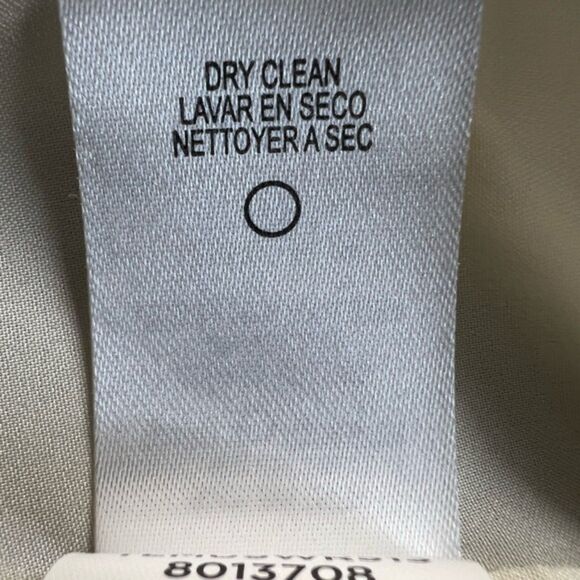 DRY CLEAN
LAVAR EN SECO
NETTOYER A SEC
8013708